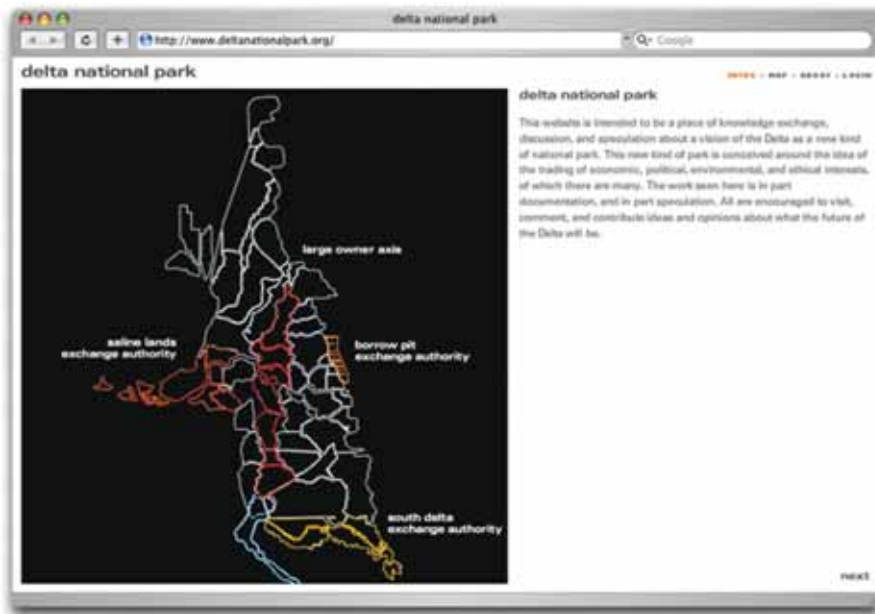 delta national park
http://www.deltanationalpark.org/
Google
delta national park
INTRO · MAP · ABOUT · LOGIN
delta national park
This website is intended to be a place of knowledge exchange,
discussion, and speculation about a vision of the Delta as a new kind
of national park. This new kind of park is conceived around the idea of
the trading of economic, political, environmental, and ethical interests,
of which there are many. The work seen here is in part
documentation, and in part speculation. All are encouraged to visit,
comment, and contribute ideas and opinions about what the future of
the Delta will be.
large owner axis
saline lands
exchange authority
borrow pit
exchange authority
south delta
exchange authority
next